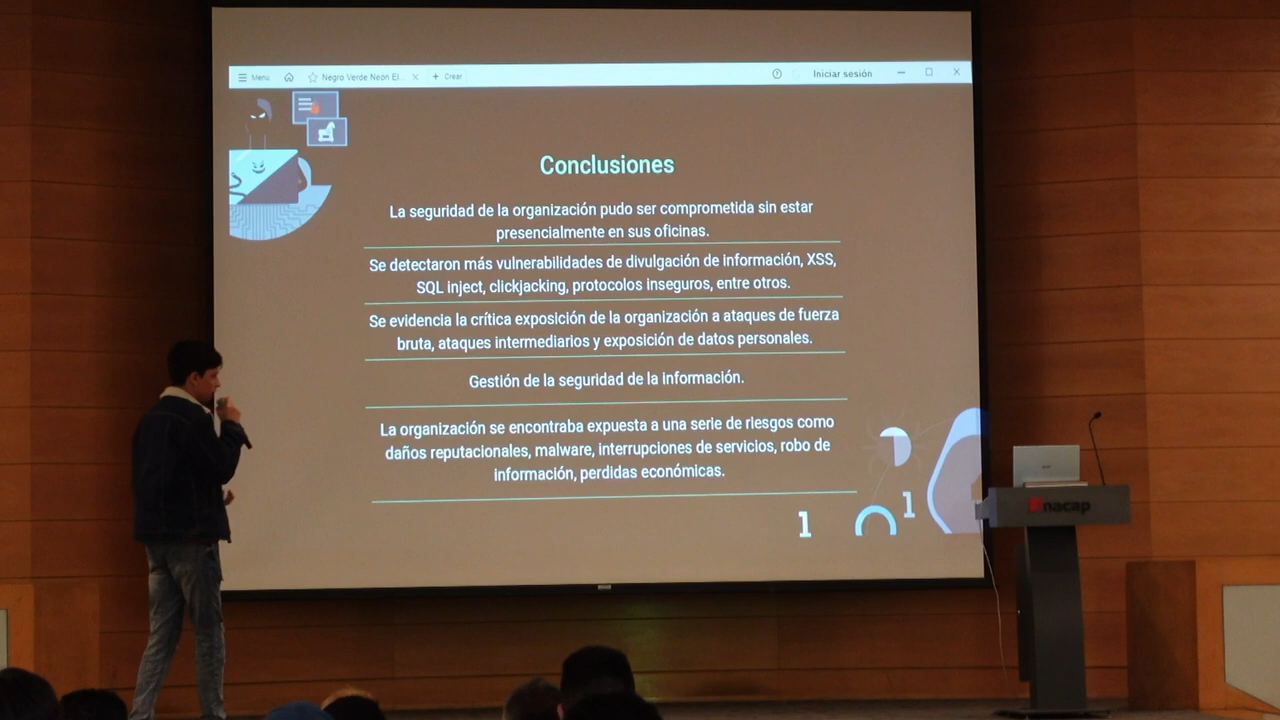 Menú
Negro Verde Neón El...
Crear
Iniciar sesión
Conclusiones
La seguridad de la organización pudo ser comprometida sin estar
presencialmente en sus oficinas.
Se detectaron más vulnerabilidades de divulgación de información, XSS,
SQL inject, clickjacking, protocolos inseguros, entre otros.
Se evidencia la crítica exposición de la organización a ataques de fuerza
bruta, ataques intermediarios y exposición de datos personales.
Gestión de la seguridad de la información.
La organización se encontraba expuesta a una serie de riesgos como
daños reputacionales, malware, interrupciones de servicios, robo de
información, perdidas económicas.
1
1
inacap